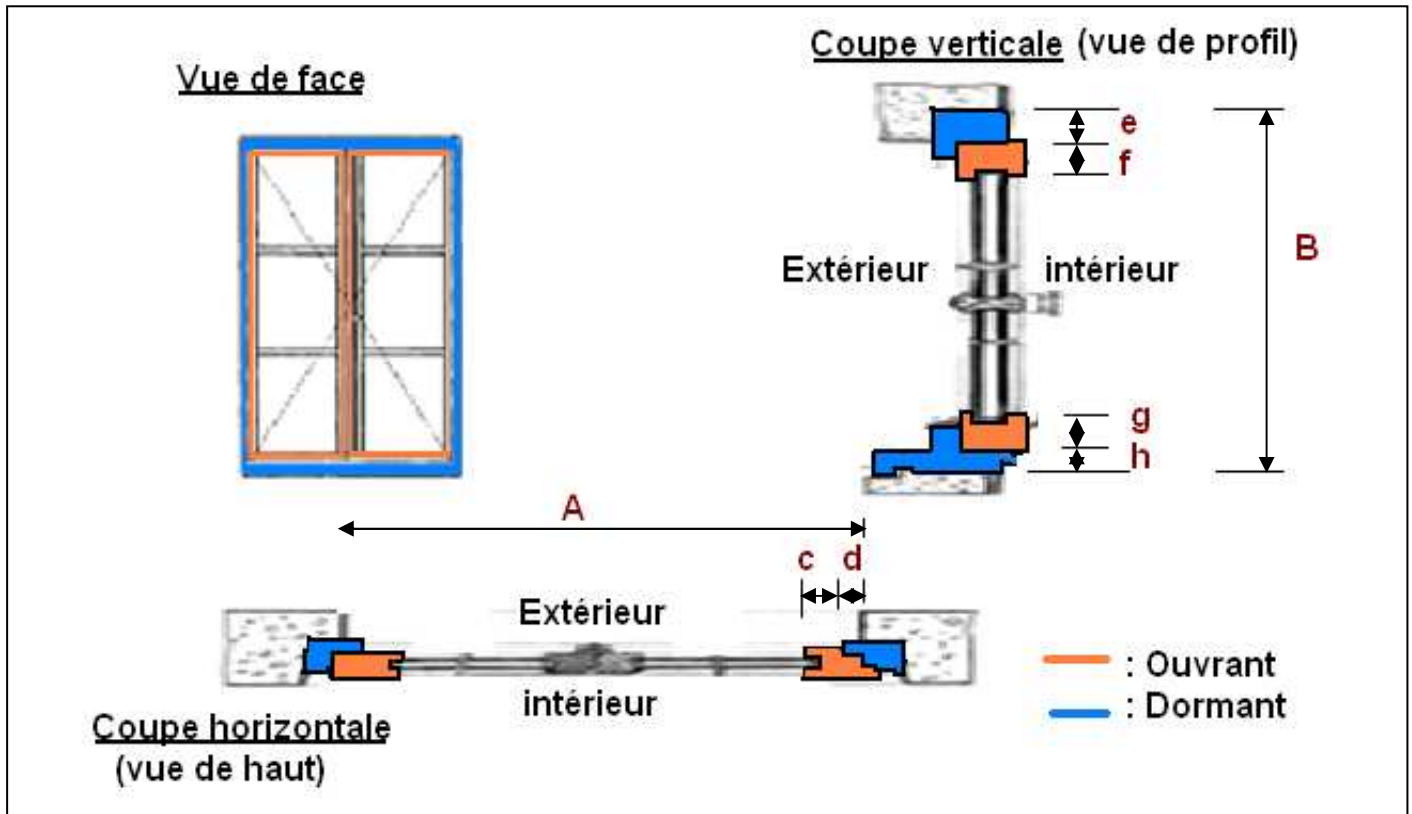 Coupe verticale (vue de profil)
Vue de face
e
f
Extérieur intérieur
B
g
h
A
c d
Extérieur
intérieur
: Ouvrant
: Dormant
Coupe horizontale
(vue de haut)